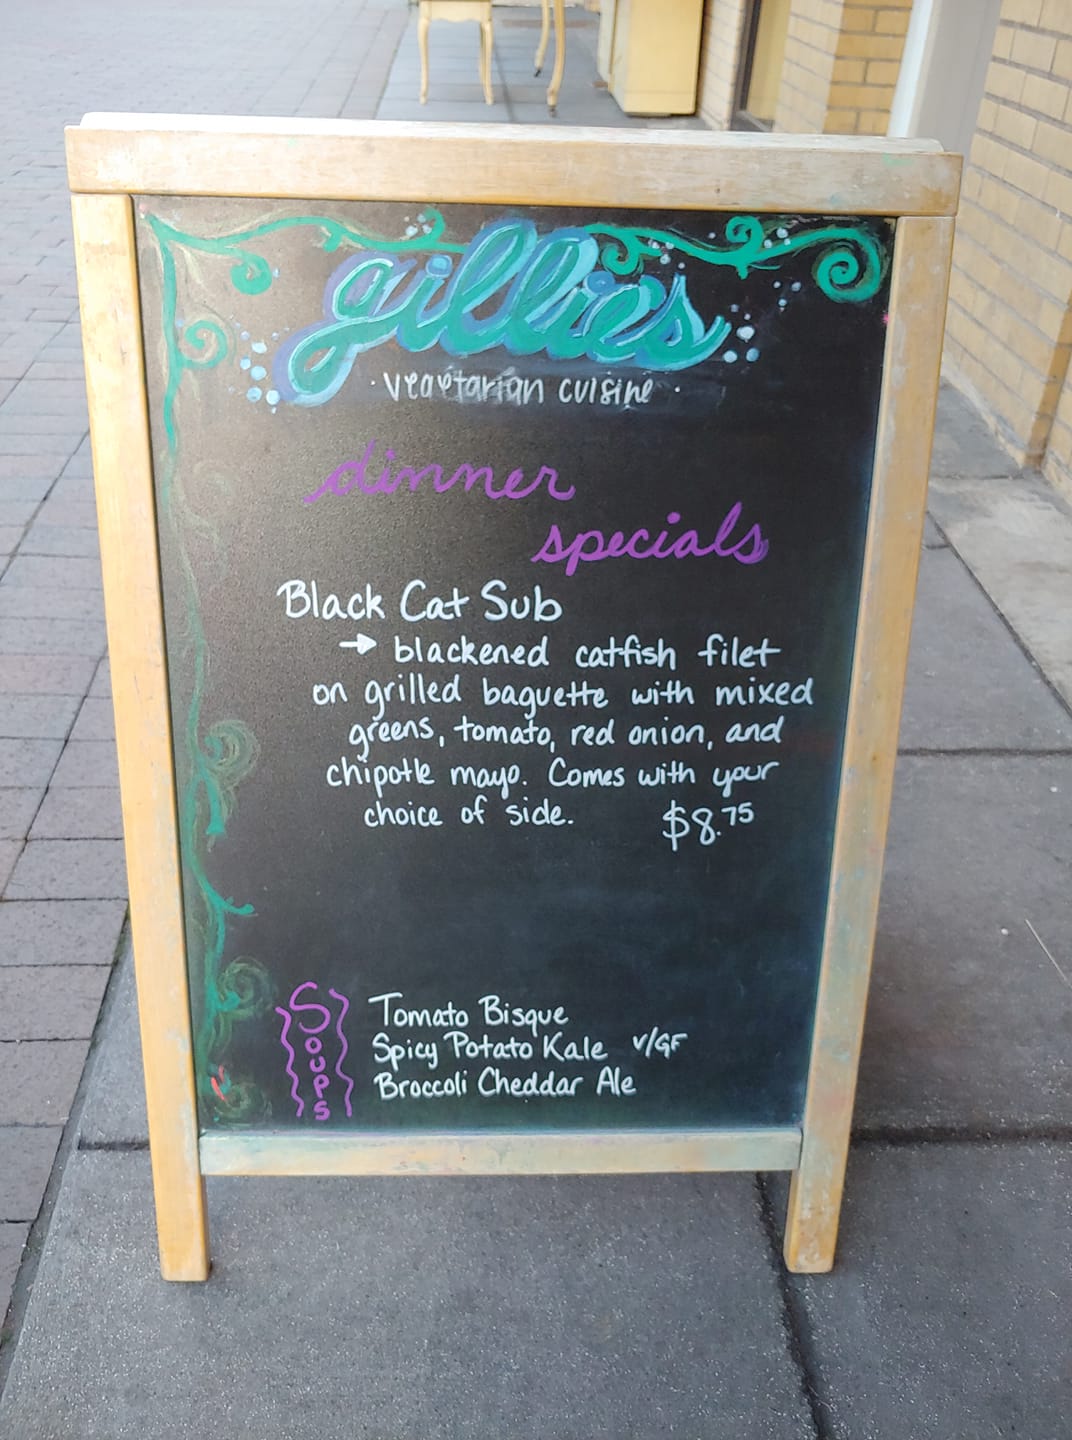 gillies
· vegetarian cuisine ·
dinner
specials
Black Cat Sub
→ blackened catfish filet
on grilled baguette with mixed
greens, tomato, red onion, and
chipotle mayo. Comes with your
choice of side. $8.75
Soups
Tomato Bisque
Spicy Potato Kale v/GF
Broccoli Cheddar Ale